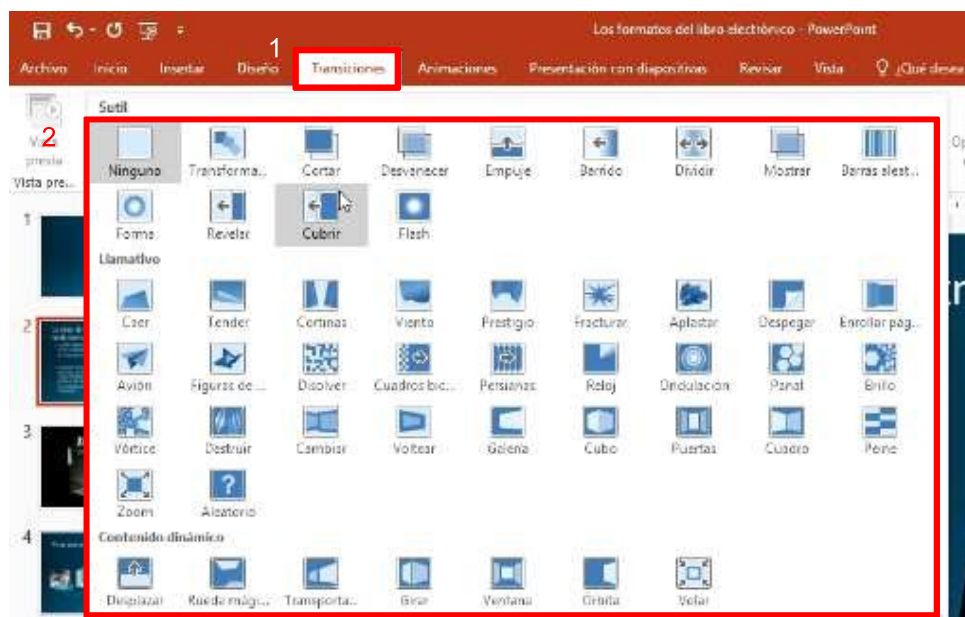 Los formatos del libro electrónico - PowerPoint
1
Archivo Inicio Insertar Diseño Transiciones Animaciones Presentación con diapositivas Revisar Vista ¿Qué desea
Sutil
2
previa
Vista pre...
Ninguno Transforma... Cortar Desvanecer Empuje Barrido Dividir Mostrar Barras aleat...
1
Forma Revelar Cubrir Flash
Llamativo
Caer Tender Cortinas Viento Prestigio Fracturar Aplastar Despegar Enrollar pág...
2
Avión Figuras de ... Disolver Cuadros bic... Persianas Reloj Ondulación Panal Brillo
3
Vórtice Destruir Cambiar Voltear Galería Cubo Puertas Cuadro Peine
Zoom Aleatorio
4
Contenido dinámico
Desplazar Rueda mági... Transporta... Girar Ventana Órbita Volar